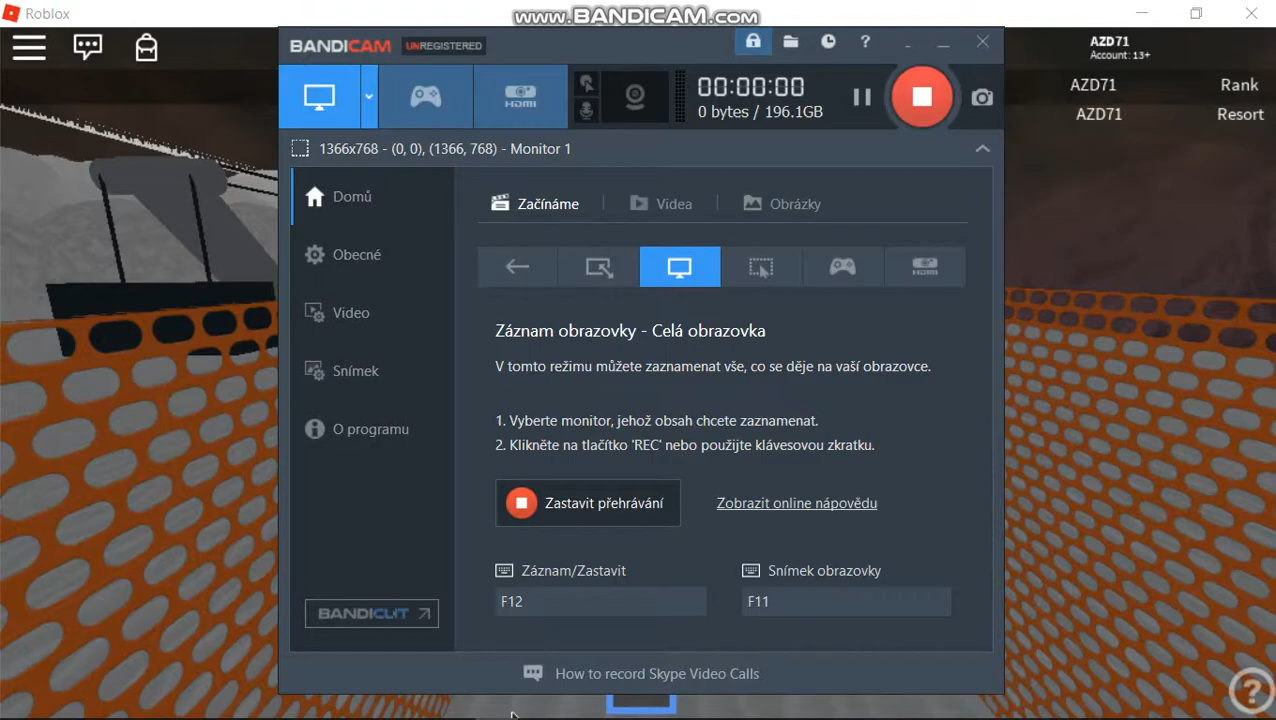 Roblox
www.BANDICAM.com
AZD71
Account: 13+
AZD71 Rank
AZD71 Resort
BANDICAM UNREGISTERED
HDMI
00:00:00
0 bytes / 196.1GB
1366x768 - (0, 0), (1366, 768) - Monitor 1
Domů
Obecné
Video
Snímek
O programu
BANDICUT
Začínáme
Videa
Obrázky
HDMI
Záznam obrazovky - Celá obrazovka
V tomto režimu můžete zaznamenat vše, co se děje na vaší obrazovce.
1. Vyberte monitor, jehož obsah chcete zaznamenat.
2. Klikněte na tlačítko 'REC' nebo použijte klávesovou zkratku.
Zastavit přehrávání
Zobrazit online nápovědu
Záznam/Zastavit
F12
Snímek obrazovky
F11
How to record Skype Video Calls